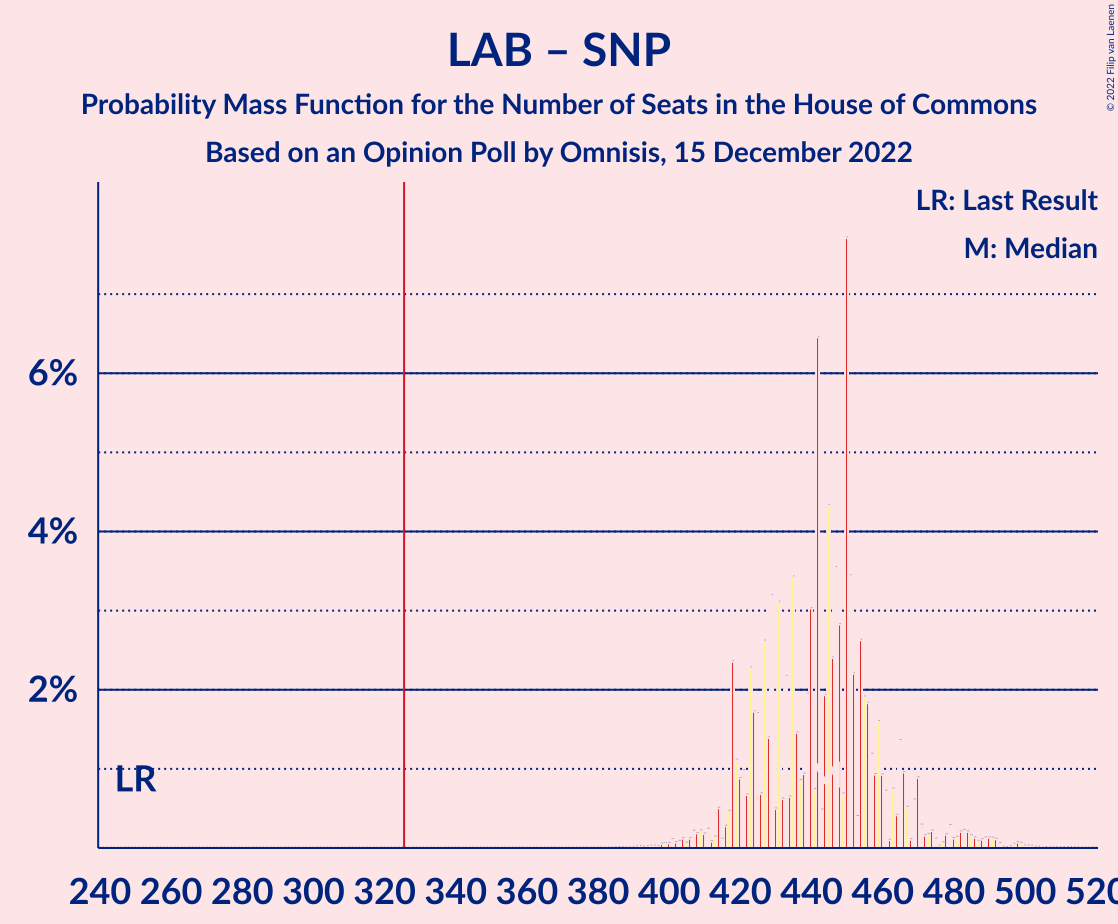 LAB – SNP
Probability Mass Function for the Number of Seats in the House of Commons
Based on an Opinion Poll by Omnisis, 15 December 2022
© 2022 Filip van Laenen
LR: Last Result
M: Median
6%
4%
2%
LR
240 260 280 300 320 340 360 380 400 420 440 460 480 500 520